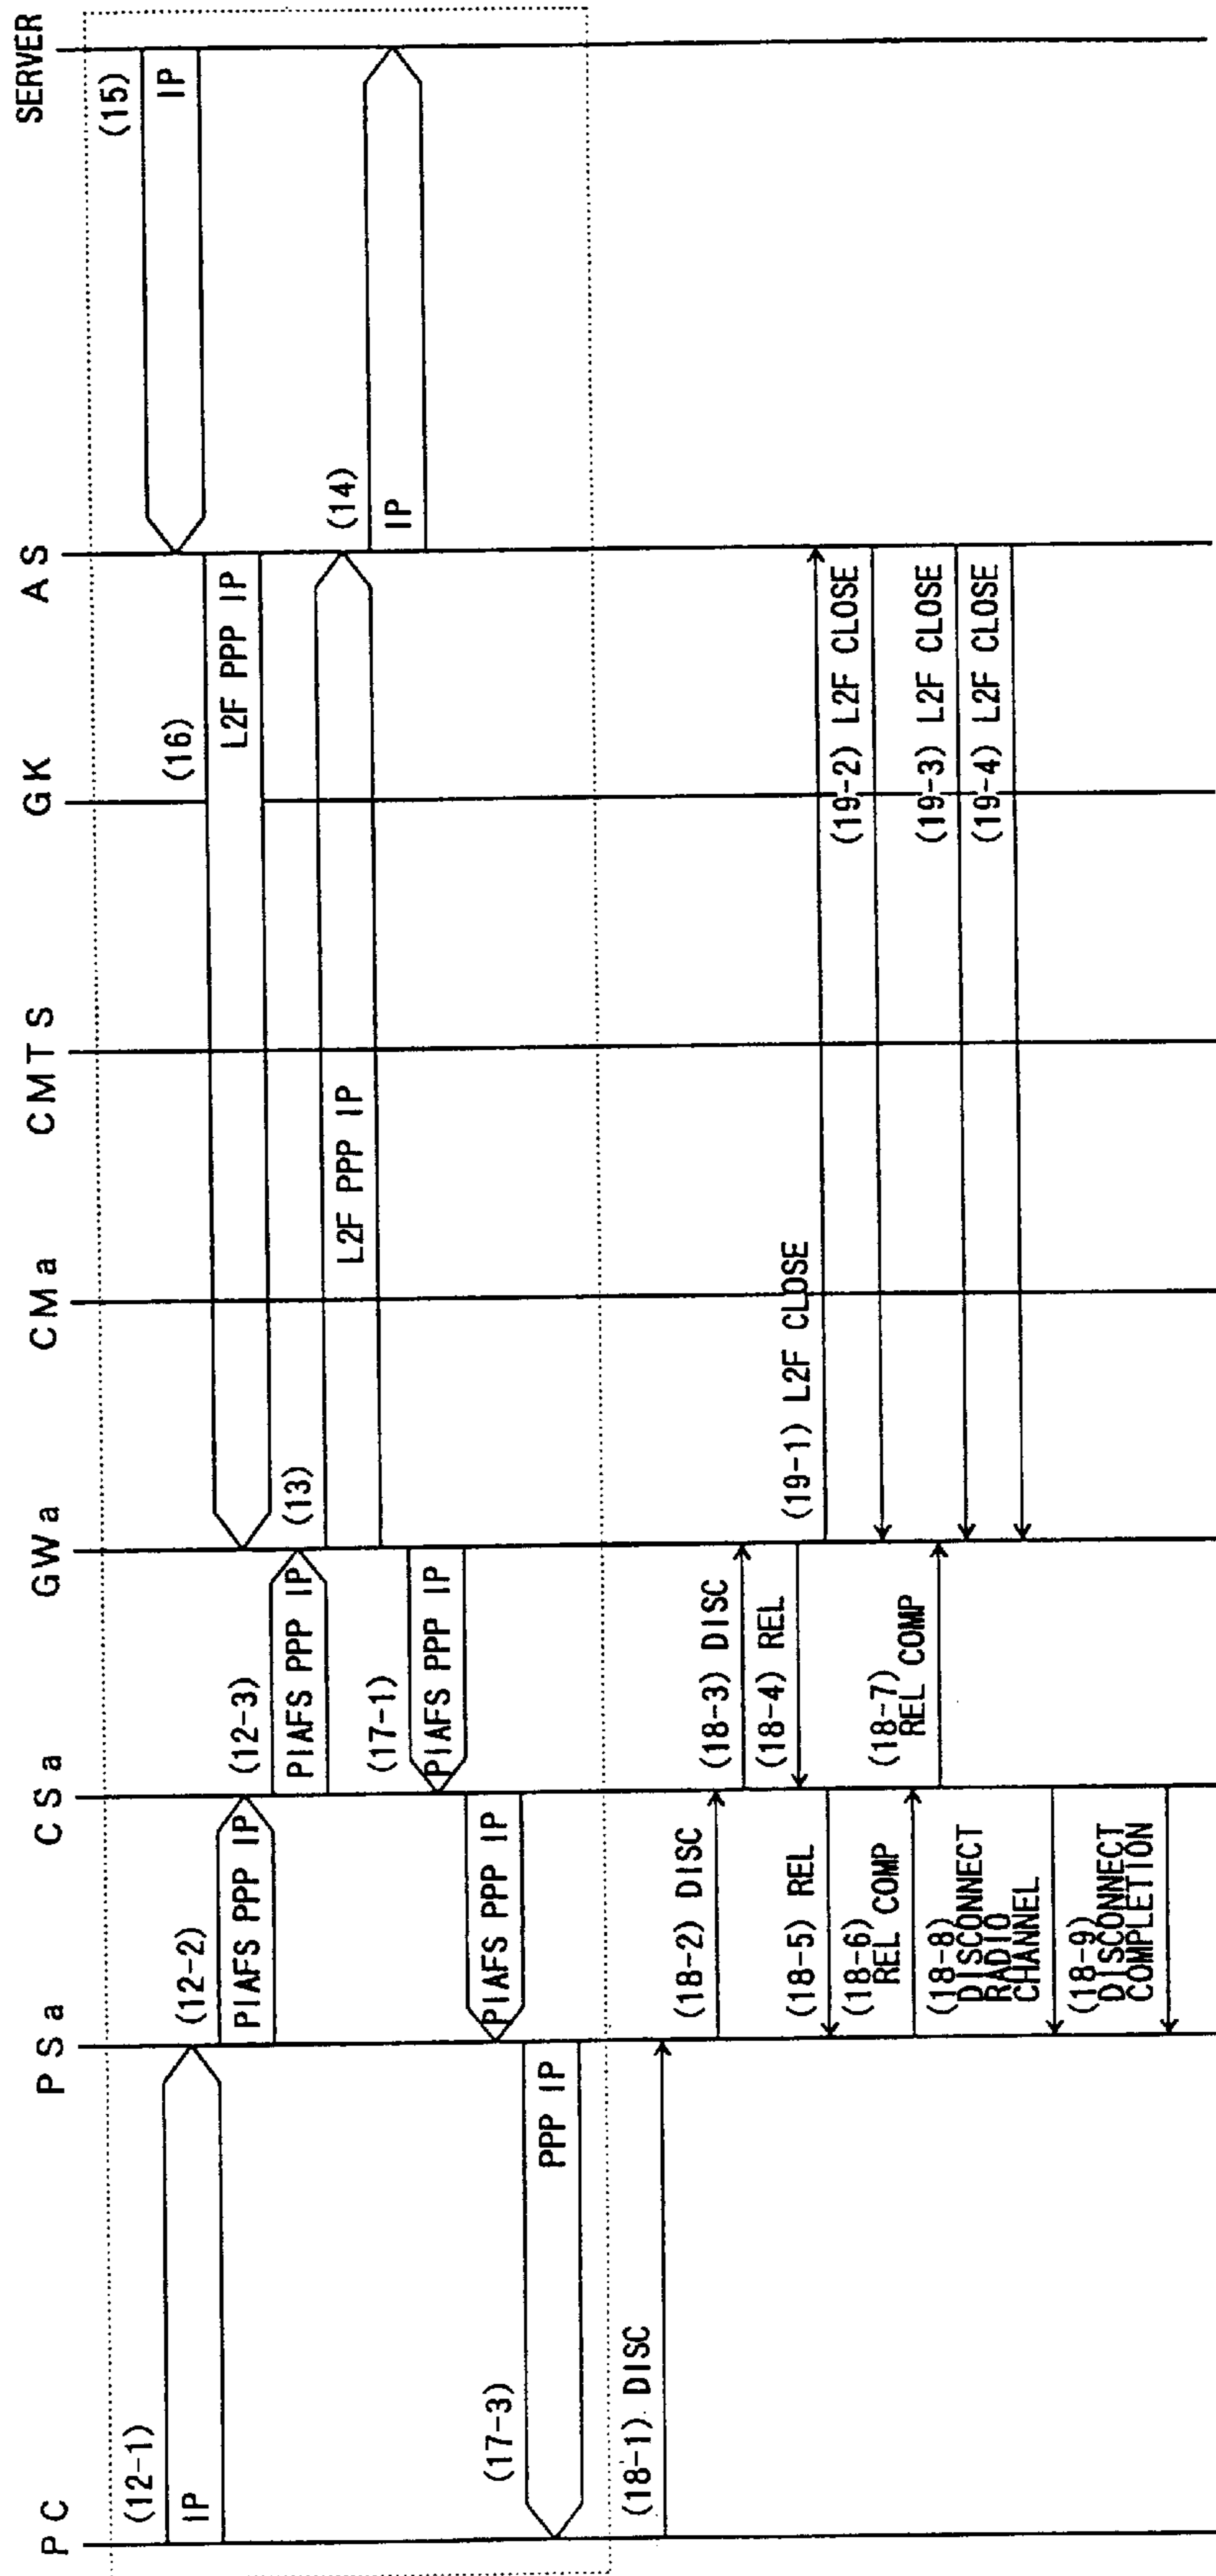 PC
PSa
CSa
GWa
CMa
CMTS
GK
AS
SERVER
(12-1)
IP
(12-2)
PIAFS PPP IP
(12-3)
PIAFS PPP IP
(13)
L2F PPP IP
(14)
IP
(15)
IP
(16)
L2F PPP IP
(17-1)
PIAFS PPP IP
PIAFS PPP IP
(17-3)
PPP IP
(18-1) DISC
(18-2) DISC
(18-3) DISC
(18-4) REL
(18-5) REL
(18-6)
REL COMP
(18-7)
REL COMP
(18-8)
DISCONNECT
RADIO
CHANNEL
(18-9)
DISCONNECT
COMPLETION
(19-1) L2F CLOSE
(19-2) L2F CLOSE
(19-3) L2F CLOSE
(19-4) L2F CLOSE